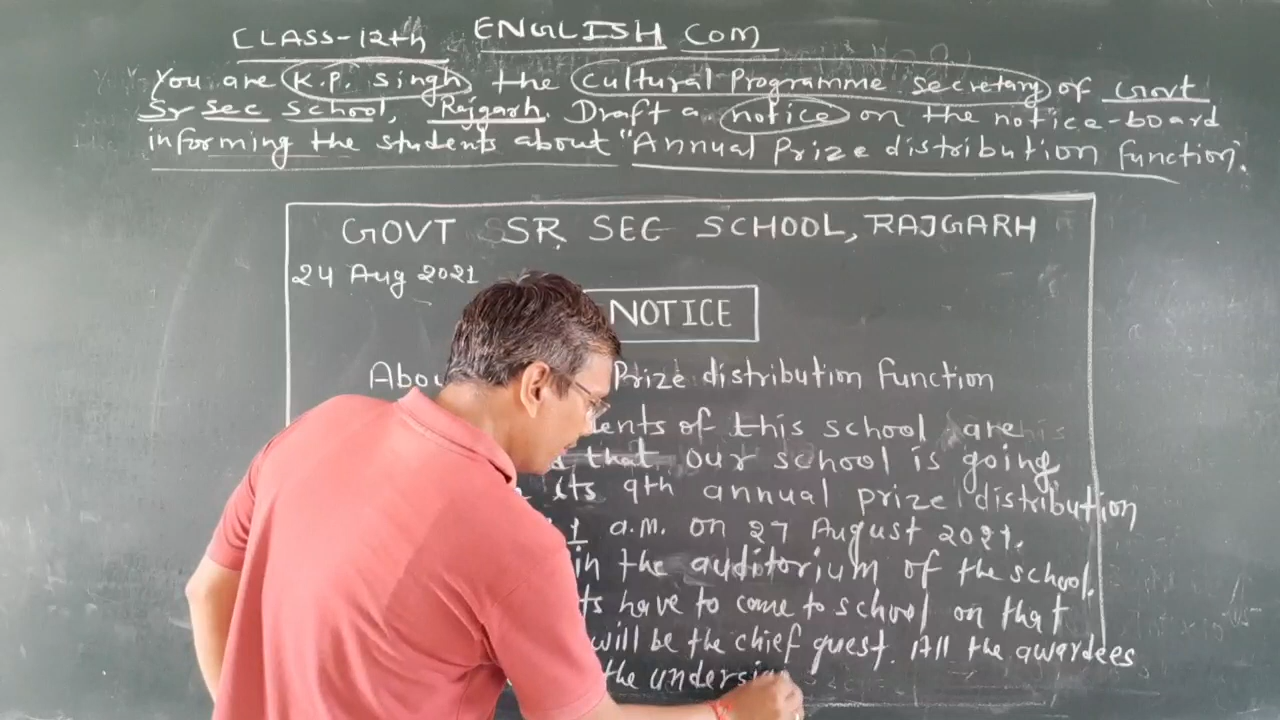 CLASS-12th ENGLISH COM
You are K.P. Singh the Cultural Programme Secretary of Govt
Sr Sec School, Rajgarh. Draft a notice on the notice-board
informing the students about "Annual Prize distribution function".
GOVT SR SEC SCHOOL, RAJGARH
24 Aug 2021
NOTICE
Prize distribution Function
of this school are
that our school is going
its 9th annual prize distribution
a.m. on 27 August 2021.
in the auditorium of the school.
have to come to school on that
will be the chief guest. All the awardees
the